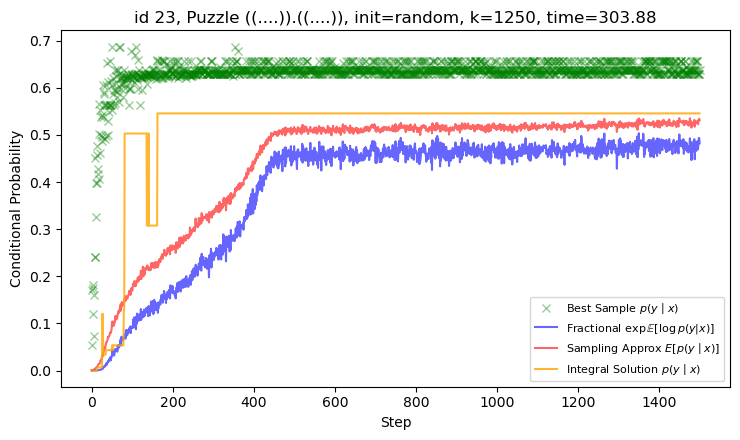 id 23, Puzzle ((....)).((....)), init=random, k=1250, time=303.88
0.7
0.6
0.5
0.4
0.3
0.2
0.1
0.0
Conditional Probability
Best Sample p(y | x)
Fractional exp𝔼[log p(y|x)]
Sampling Approx E[p(y | x)]
Integral Solution p(y | x)
0 200 400 600 800 1000 1200 1400
Step